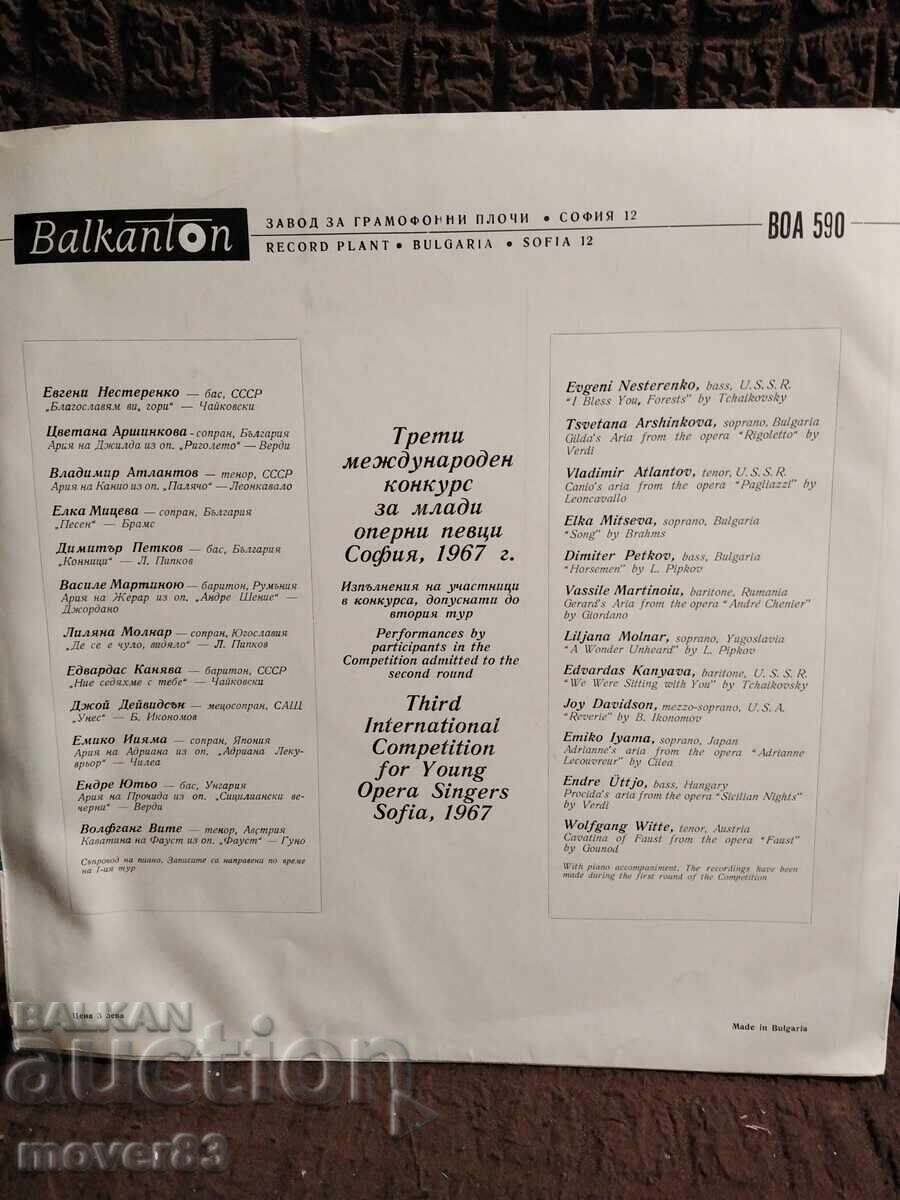 Balkanton
ЗАВОД ЗА ГРАМОФОННИ ПЛОЧИ • СОФИЯ 12
RECORD PLANT • BULGARIA • SOFIA 12
ВОА 590
Евгени Нестеренко — бас, СССР
„Благославям ви, гори“ — Чайковски
Цветана Аршинкова — сопран, България
Ария на Джилда из оп. „Риголето“ — Верди
Владимир Атлантов — тенор, СССР
Ария на Канио из оп. „Палячо“ — Леонкавало
Елка Мицева — сопран, България
„Песен“ — Брамс
Димитър Петков — бас, България
„Конници“ — Л. Пипков
Василе Мартиною — баритон, Румъния
Ария на Жерар из оп. „Андре Шение“ —
Джордано
Лиляна Молнар — сопран, Югославия
„Де се е чуло, видяло“ — Л. Пипков
Едвардас Канява — баритон, СССР
„Ние седяхме с тебе“ — Чайковски
Джой Дейвидсън — мецосопран, САЩ
„Унес“ — Б. Икономов
Емико Иияма — сопран, Япония
Ария на Адриана из оп. „Адриана Леку-
врьор“ — Чилеа
Ендре Ютьо — бас, Унгария
Ария на Прочида из оп. „Сицилиански ве-
черни“ — Верди
Волфганг Вите — тенор, Австрия
Каватина на Фауст из оп. „Фауст“ — Гуно
Съпровод на пиано. Записите са направени по време
на I-ия тур
Трети
международен
конкурс
за млади
оперни певци
София, 1967 г.
Изпълнения на участници
в конкурса, допуснати до
втория тур
Performances by
participants in the
Competition admitted to the
second round
Third
International
Competition
for Young
Opera Singers
Sofia, 1967
Evgeni Nesterenko, bass, U.S.S.R.
“I Bless You, Forests” by Tchaikovsky
Tsvetana Arshinkova, soprano, Bulgaria
Gilda's Aria from the opera “Rigoletto” by
Verdi
Vladimir Atlantov, tenor, U.S.S.R.
Canio's aria from the opera “Pagliazzi” by
Leoncavallo
Elka Mitseva, soprano, Bulgaria
“Song” by Brahms
Dimiter Petkov, bass, Bulgaria
“Horsemen” by L. Pipkov
Vassile Martinoiu, baritone, Rumania
Gerard's Aria from the opera “André Chenier”
by Giordano
Liljana Molnar, soprano, Yugoslavia
“A Wonder Unheard” by L. Pipkov
Edvardas Kanyava, baritone, U.S.S.R.
“We Were Sitting with You” by Tchaikovsky
Joy Davidson, mezzo-soprano, U.S.A.
“Reverie” by B. Ikonomov
Emiko Iyama, soprano, Japan
Adrianne's aria from the opera “Adrianne
Lecouvreur” by Cilea
Endre Üttjo, bass, Hungary
Procida's aria from the opera “Sicilian Nights”
by Verdi
Wolfgang Witte, tenor, Austria
Cavatina of Faust from the opera “Faust”
by Gounod
With piano accompaniment. The recordings have been
made during the first round of the Competition
Цена 3 лева
Made in Bulgaria
BALKAN
auction
mover83